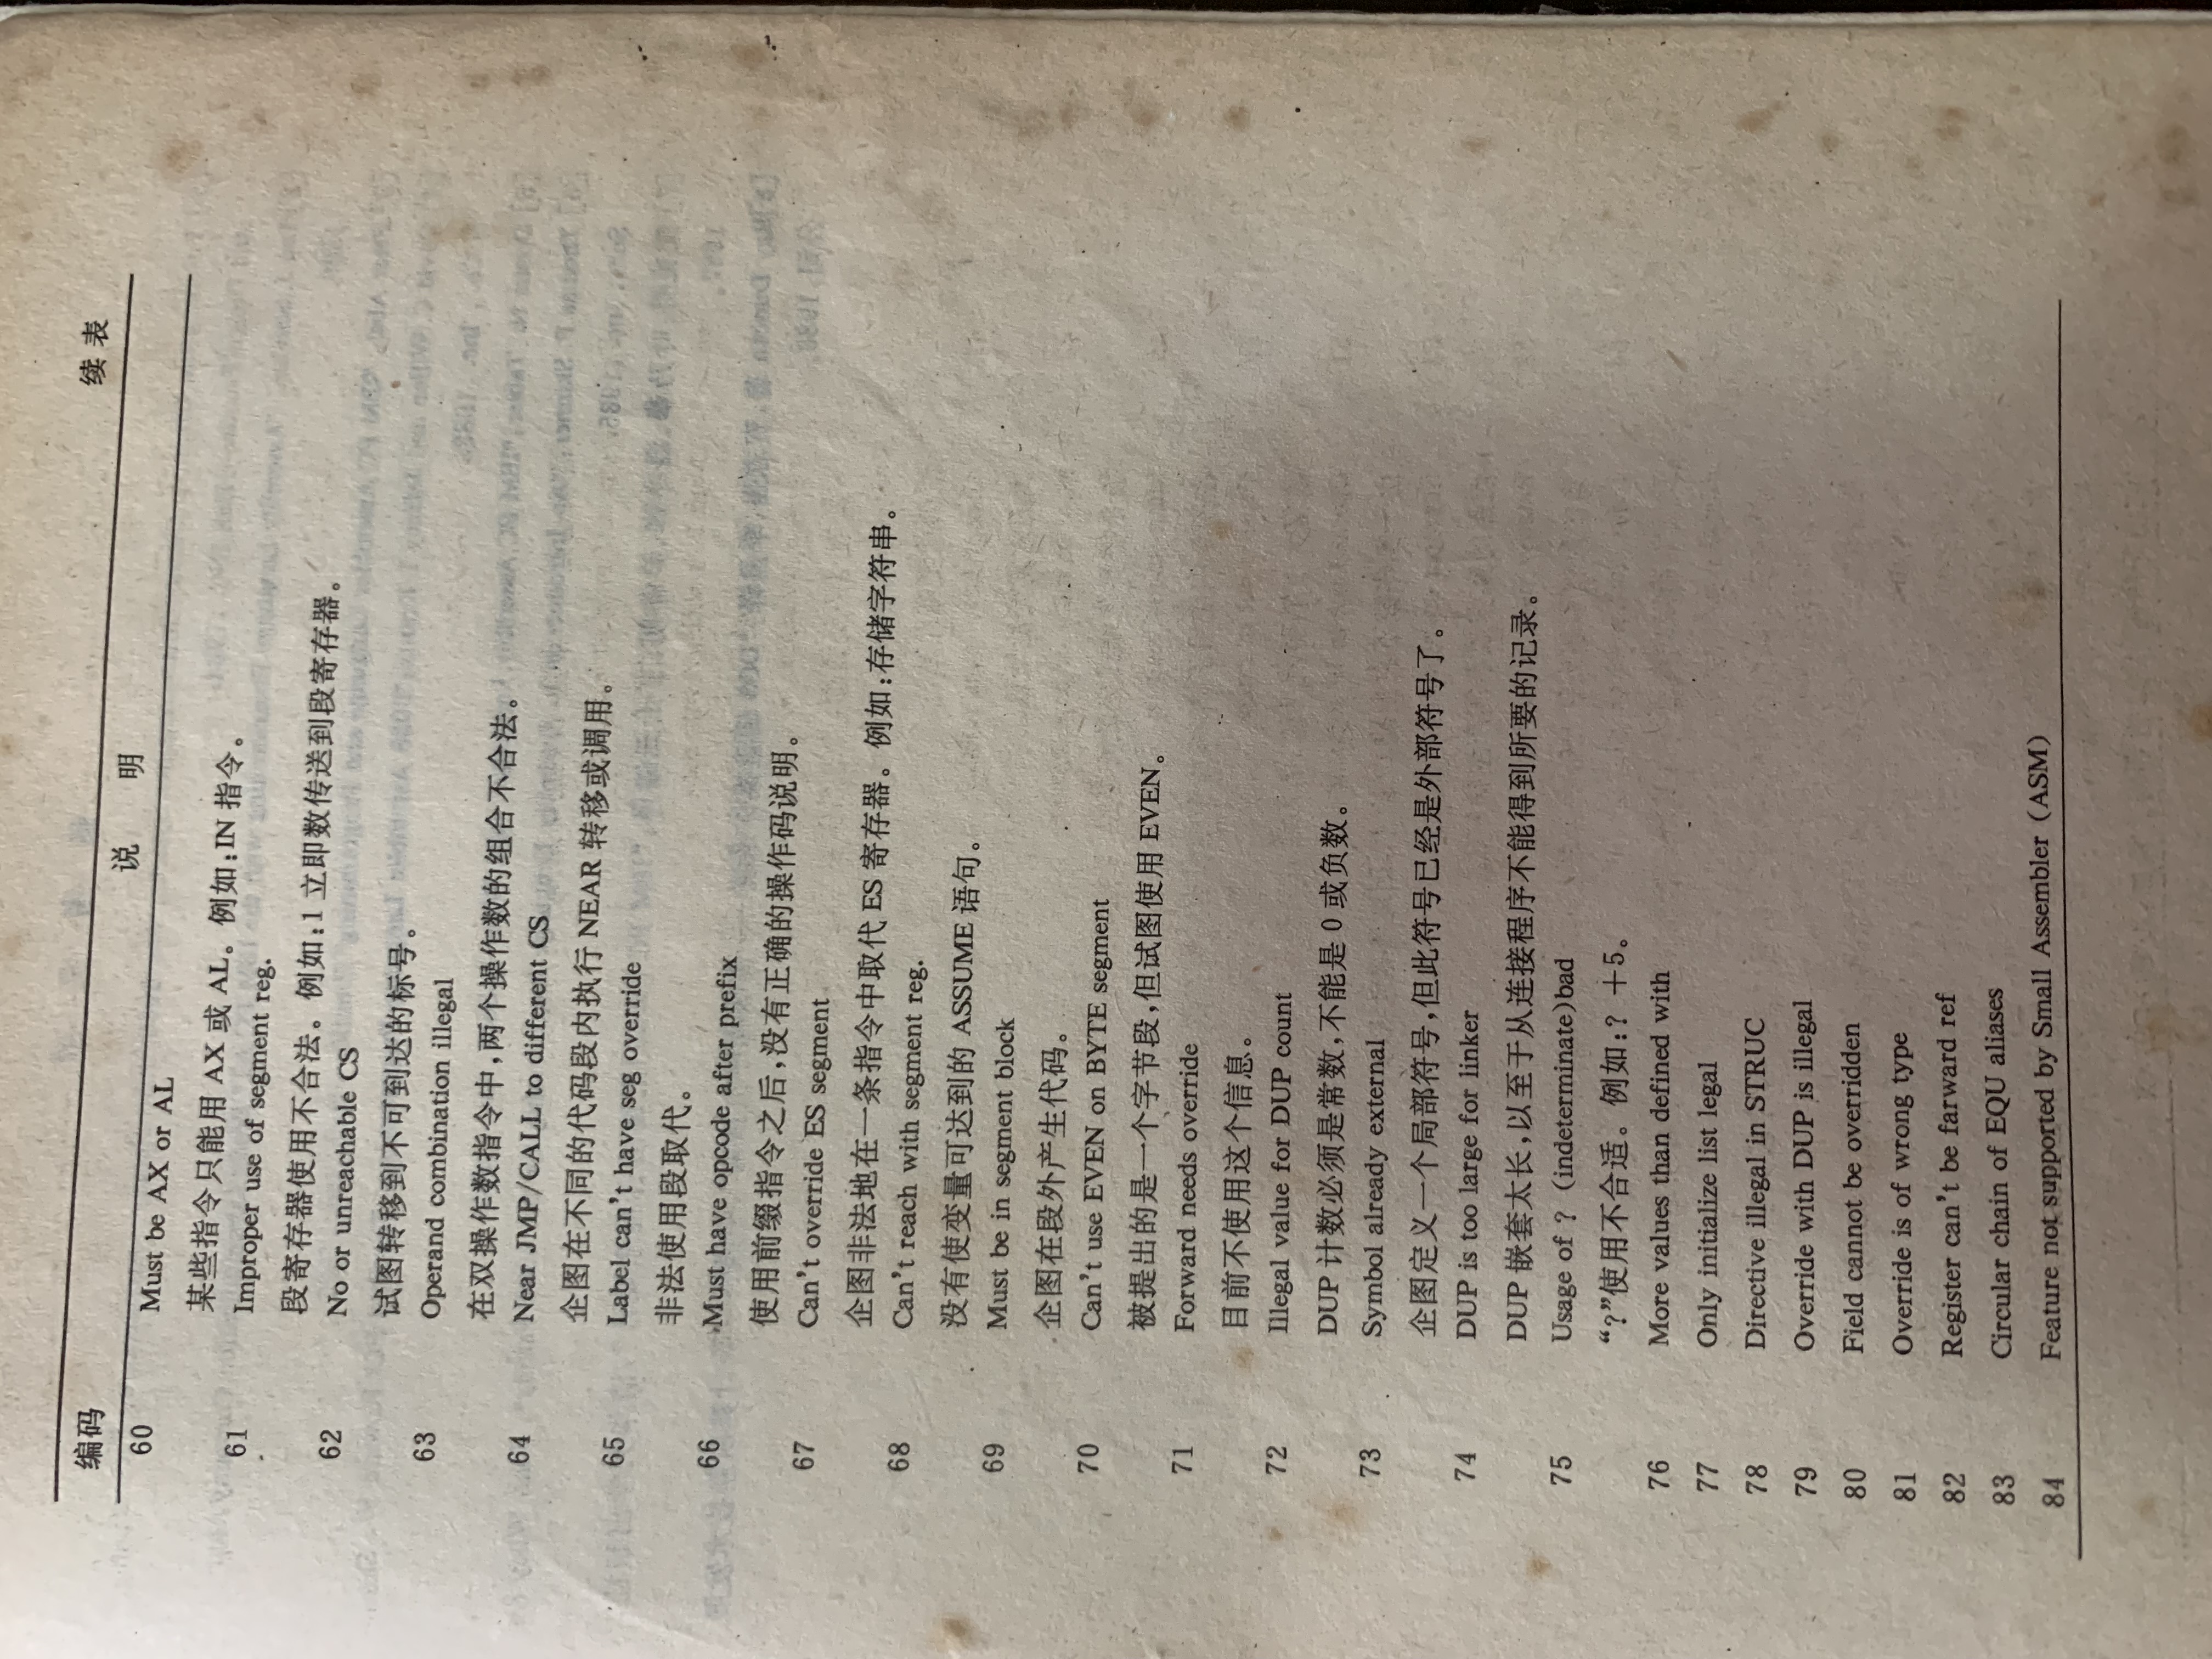 续表
编码 说 明
60 Must be AX or AL
某些指令只能用 AX 或 AL。例如:IN 指令。
61 Improper use of segment reg.
段寄存器使用不合法。例如:1 立即数传送到段寄存器。
62 No or unreachable CS
试图转移到不可到达的标号。
63 Operand combination illegal
在双操作数指令中,两个操作数的组合不合法。
64 Near JMP/CALL to different CS
企图在不同的代码段内执行 NEAR 转移或调用。
65 Label can't have seg override
非法使用段取代。
66 Must have opcode after prefix
使用前缀指令之后,没有正确的操作码说明。
67 Can't override ES segment
企图非法地在一条指令中取代 ES 寄存器。例如:存储字符串。
68 Can't reach with segment reg.
没有使变量可达到的 ASSUME 语句。
69 Must be in segment block
企图在段外产生代码。
70 Can't use EVEN on BYTE segment
被提出的是一个字节段,但试图使用 EVEN。
71 Forward needs override
目前不使用这个信息。
72 Illegal value for DUP count
DUP 计数必须是常数,不能是 0 或负数。
73 Symbol already external
企图定义一个局部符号,但此符号已经是外部符号了。
74 DUP is too large for linker
DUP 嵌套太长,以至于从连接程序不能得到所要的记录。
75 Usage of ? (indeterminate)bad
“?”使用不合适。例如:? +5。
76 More values than defined with
77 Only initialize list legal
78 Directive illegal in STRUC
79 Override with DUP is illegal
80 Field cannot be overridden
81 Override is of wrong type
82 Register can't be farward ref
83 Circular chain of EQU aliases
84 Feature not supported by Small Assembler (ASM)